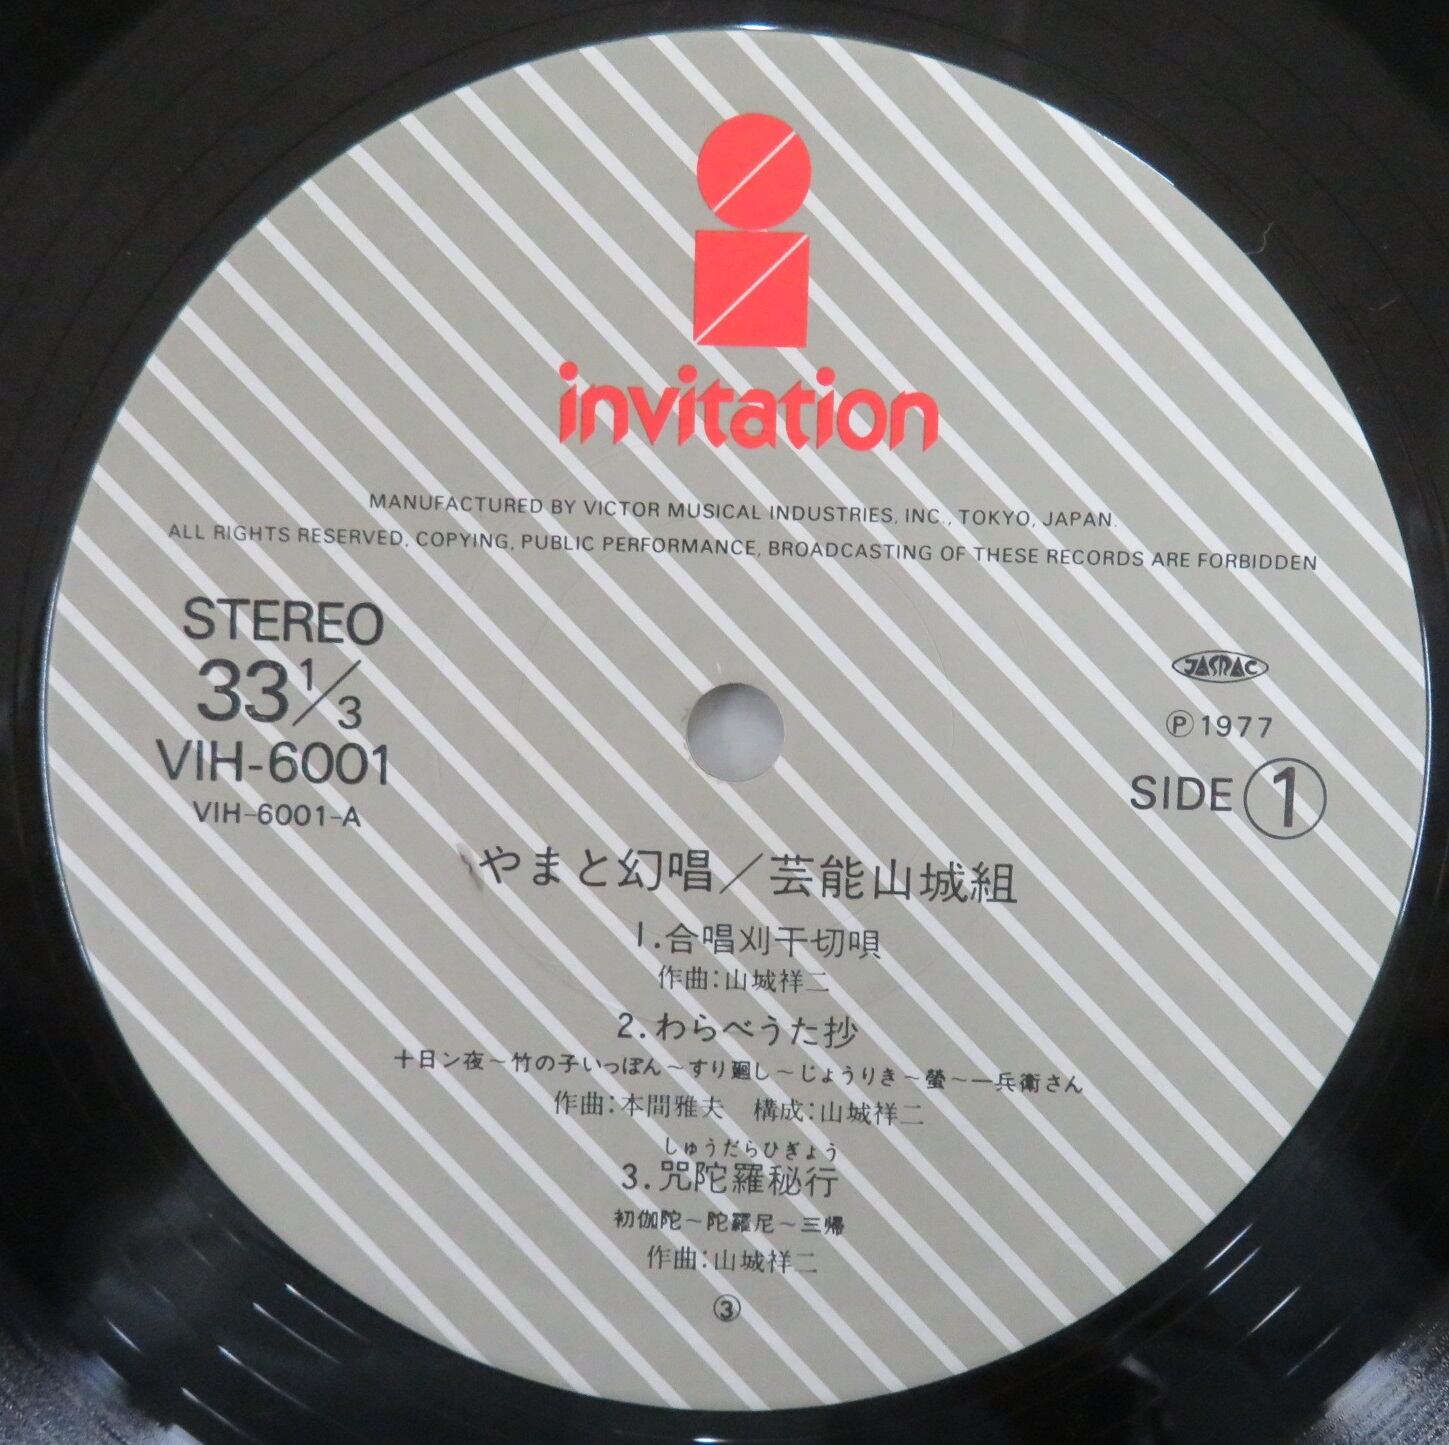 invitation
MANUFACTURED BY VICTOR MUSICAL INDUSTRIES, INC., TOKYO, JAPAN.
ALL RIGHTS RESERVED, COPYING, PUBLIC PERFORMANCE, BROADCASTING OF THESE RECORDS ARE FORBIDDEN
STEREO
33 1/3
VIH-6001
VIH-6001-A
JASRAC
Ⓟ1977
SIDE ①
やまと幻唱／芸能山城組
1.合唱刈干切唄
作曲:山城祥二
2.わらべうた抄
十日ン夜～竹の子いっぽん～すり廻し～じょうりき～螢～一兵衛さん
作曲:本間雅夫　構成:山城祥二
しゅうだらひぎょう
3.咒陀羅秘行
初伽陀～陀羅尼～三帰
作曲:山城祥二
③